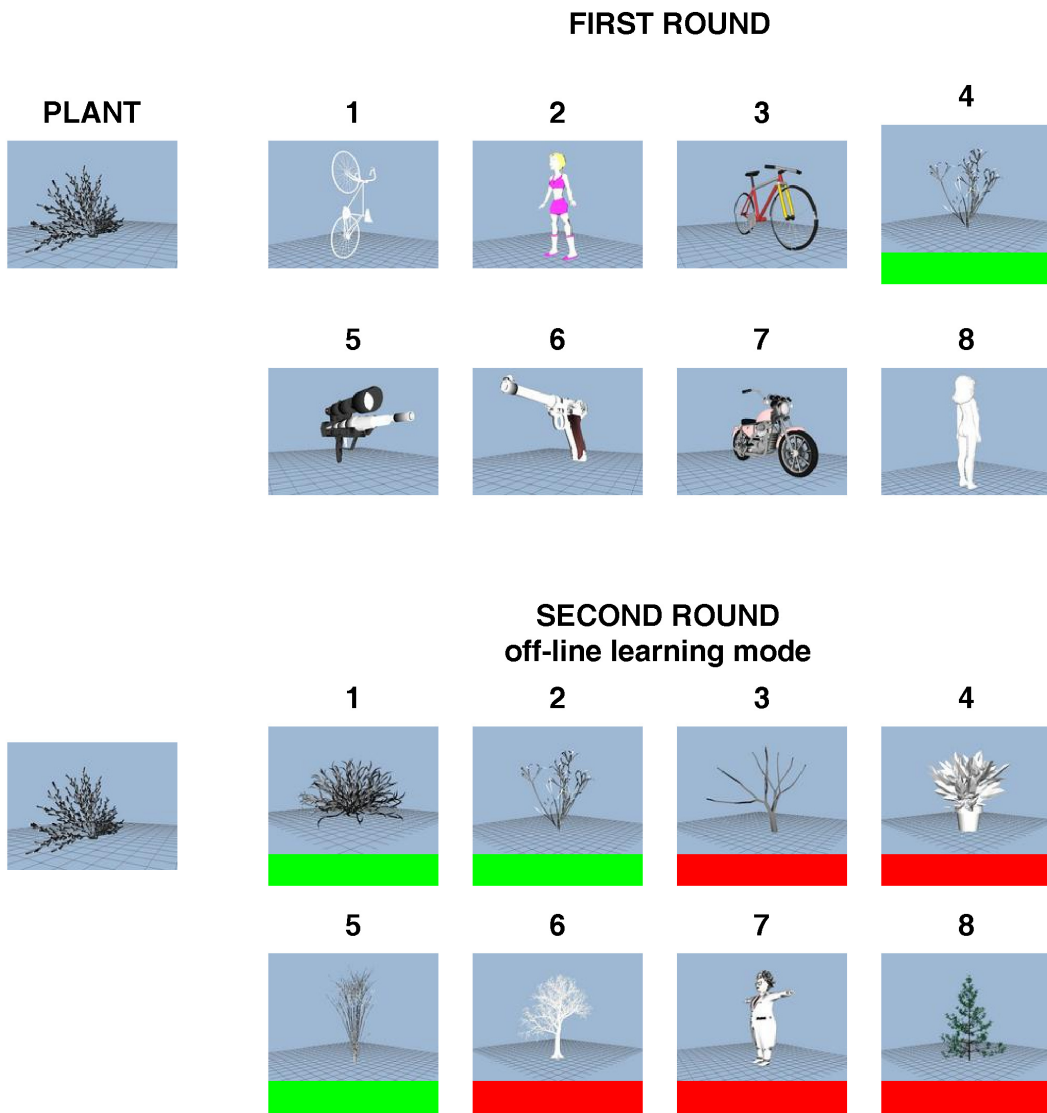 FIRST ROUND
PLANT 1 2 3 4
5 6 7 8
SECOND ROUND
off-line learning mode
1 2 3 4
5 6 7 8